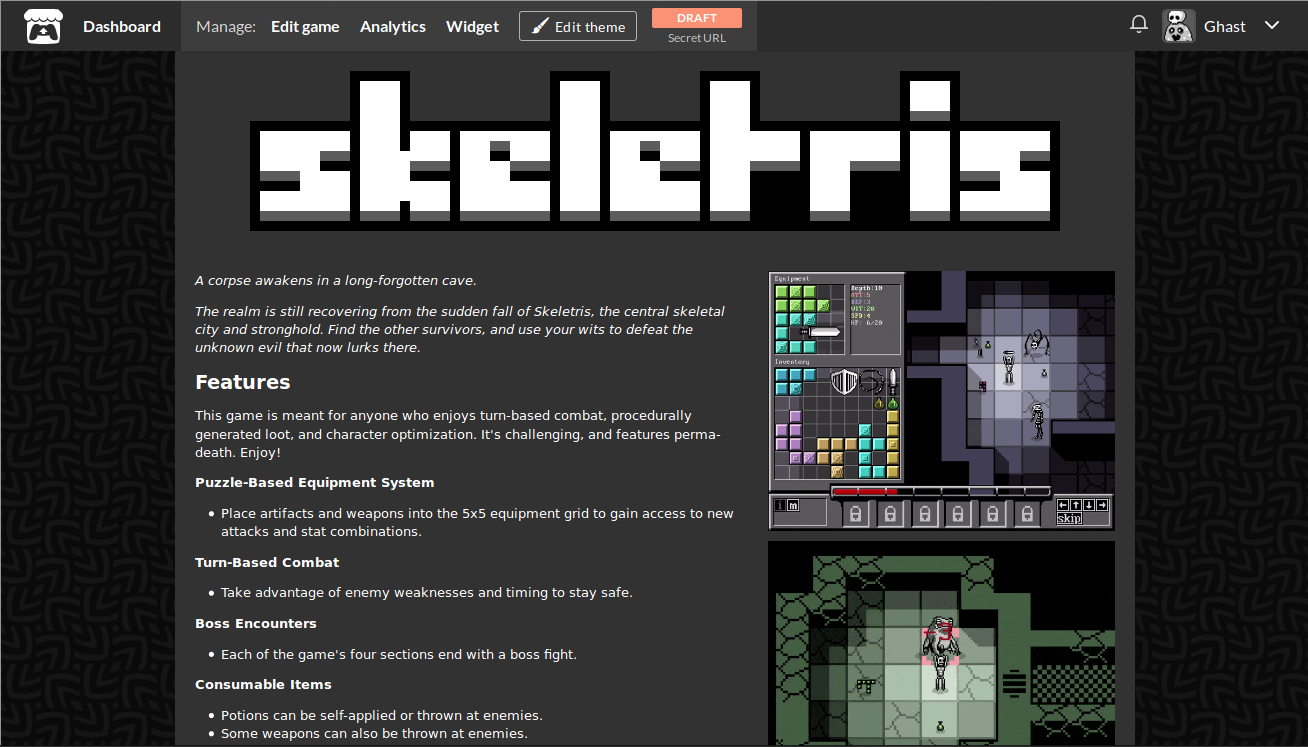 Dashboard
Manage: Edit game Analytics Widget Edit theme DRAFT
Secret URL
Ghast
skeletris
A corpse awakens in a long-forgotten cave.
The realm is still recovering from the sudden fall of Skeletris, the central skeletal
city and stronghold. Find the other survivors, and use your wits to defeat the
unknown evil that now lurks there.
Features
This game is meant for anyone who enjoys turn-based combat, procedurally
generated loot, and character optimization. It's challenging, and features perma-
death. Enjoy!
Puzzle-Based Equipment System
• Place artifacts and weapons into the 5x5 equipment grid to gain access to new
attacks and stat combinations.
Turn-Based Combat
• Take advantage of enemy weaknesses and timing to stay safe.
Boss Encounters
• Each of the game's four sections end with a boss fight.
Consumable Items
• Potions can be self-applied or thrown at enemies.
• Some weapons can also be thrown at enemies.
Equipment
Depth:10
ATT:5
VIT:20
SPD:4
HP: 6/20
Inventory
i m
skip